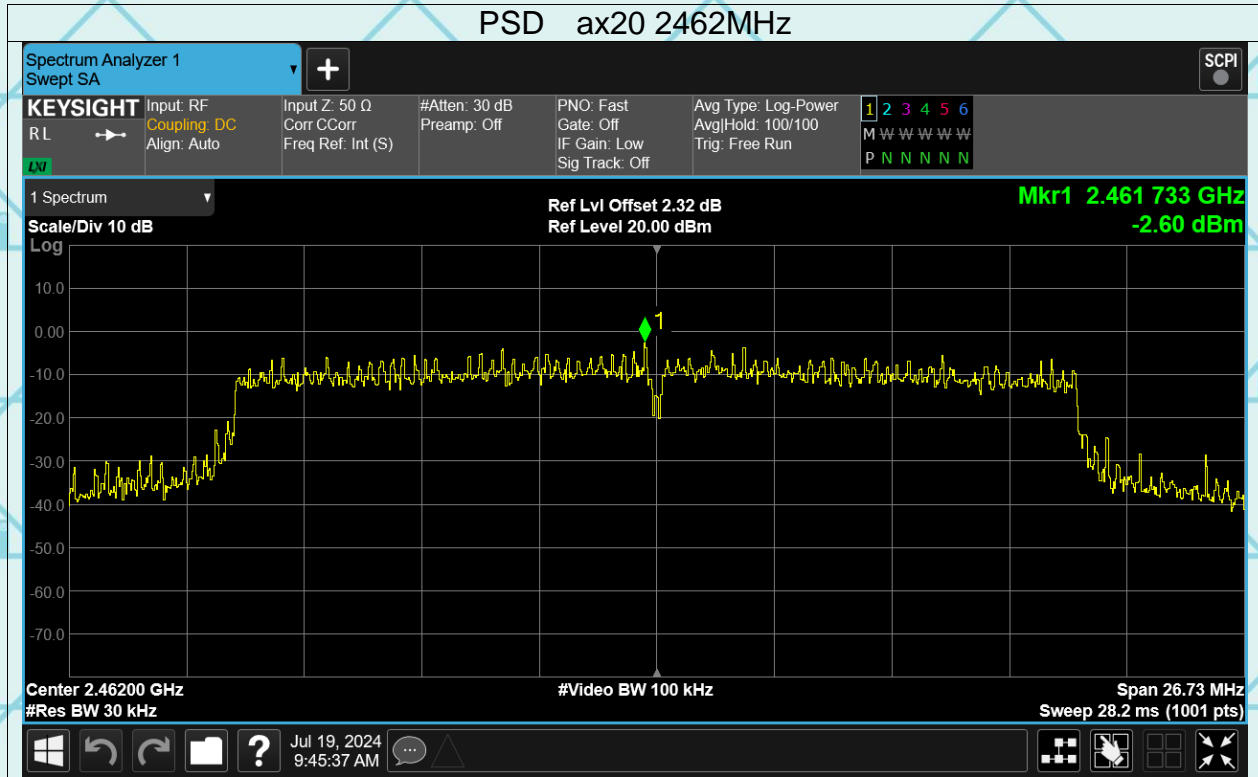 PSD ax20 2462MHz
Spectrum Analyzer 1
Swept SA
SCPI
KEYSIGHT
RL
LXI
Input: RF
Coupling: DC
Align: Auto
Input Z: 50 Ω
Corr CCorr
Freq Ref: Int (S)
#Atten: 30 dB
Preamp: Off
PNO: Fast
Gate: Off
IF Gain: Low
Sig Track: Off
Avg Type: Log-Power
Avg|Hold: 100/100
Trig: Free Run
1 2 3 4 5 6
M W W W W W
P N N N N N
1 Spectrum
Scale/Div 10 dB
Log
Ref Lvl Offset 2.32 dB
Ref Level 20.00 dBm
Mkr1 2.461 733 GHz
-2.60 dBm
10.0
0.00
-10.0
-20.0
-30.0
-40.0
-50.0
-60.0
-70.0
1
Center 2.46200 GHz
#Res BW 30 kHz
#Video BW 100 kHz
Span 26.73 MHz
Sweep 28.2 ms (1001 pts)
Jul 19, 2024
9:45:37 AM